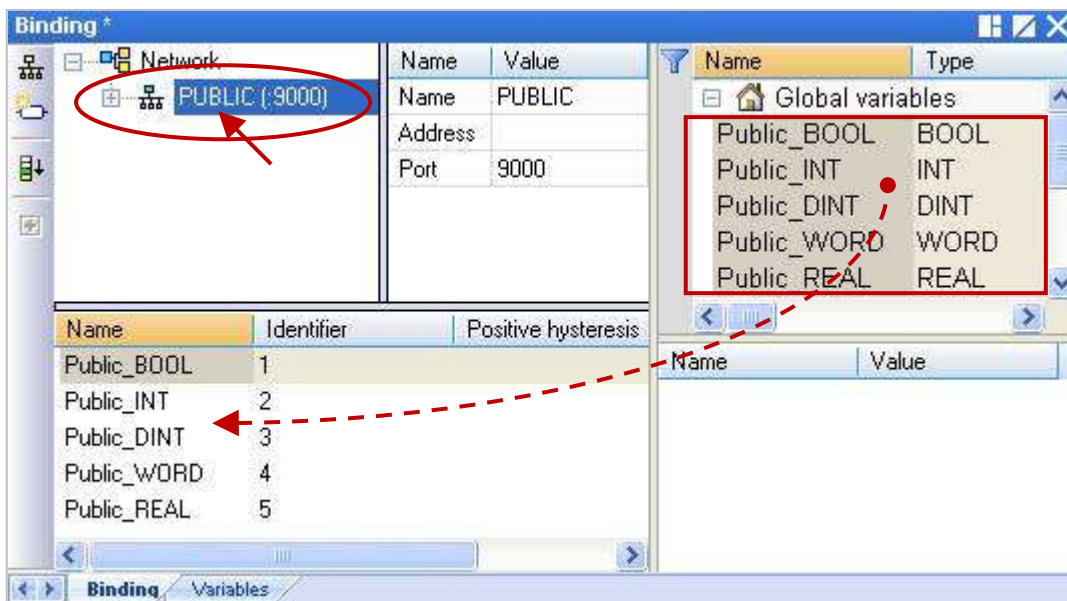 Binding *
Network
PUBLIC (:9000)
Name Value
Name PUBLIC
Address
Port 9000
Name Type
Global variables
Public_BOOL BOOL
Public_INT INT
Public_DINT DINT
Public_WORD WORD
Public_REAL REAL
Name Identifier Positive hysteresis
Public_BOOL 1
Public_INT 2
Public_DINT 3
Public_WORD 4
Public_REAL 5
Name Value
Binding Variables